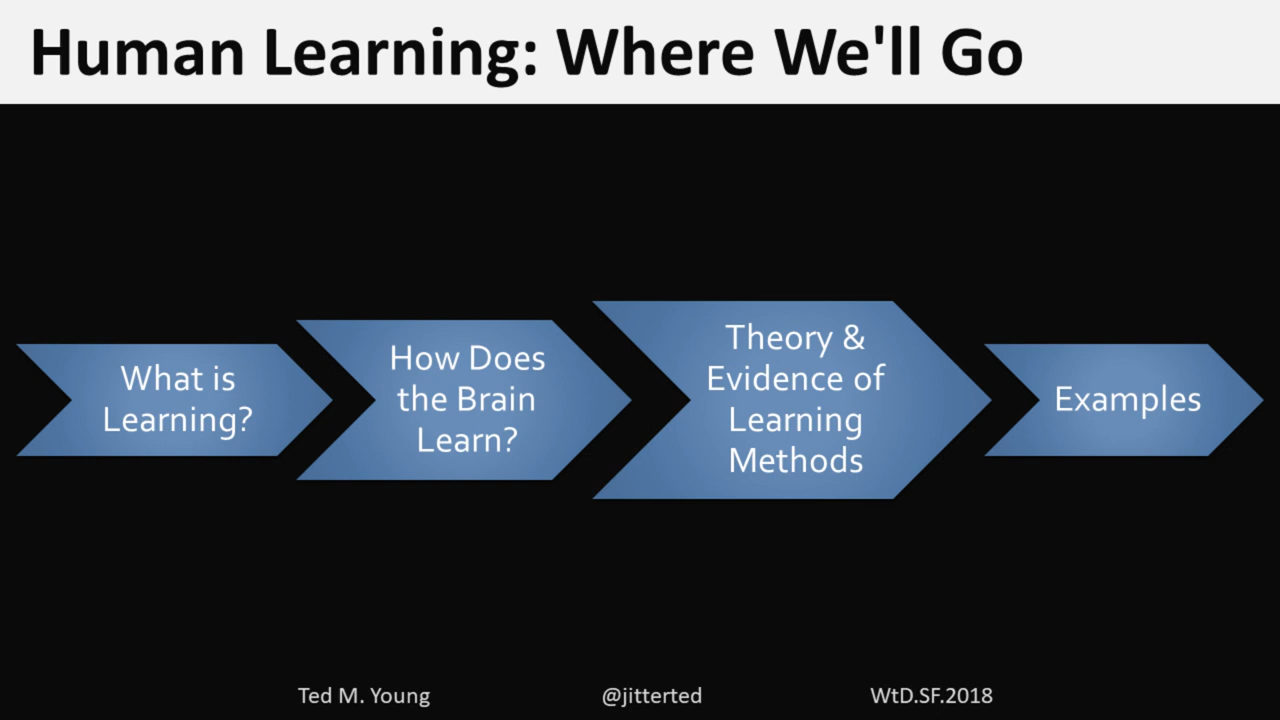 Human Learning: Where We'll Go
What is
Learning?
How Does
the Brain
Learn?
Theory &
Evidence of
Learning
Methods
Examples
Ted M. Young
@jitterted
WtD.SF.2018